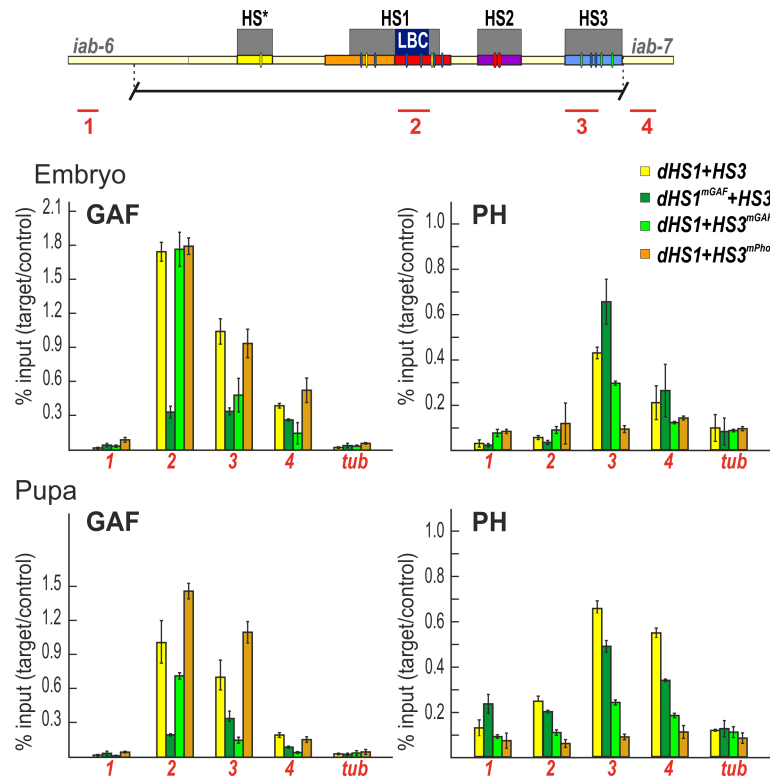 HS* HS1 HS2 HS3
LBC
iab-6 iab-7
1 2 3 4
Embryo
dHS1+HS3
dHS1mGAF+HS3
dHS1+HS3mGAF
dHS1+HS3mPho
GAF
% input (target/control)
2.1
1.8
1.5
1.2
0.9
0.6
0.3
1 2 3 4 tub
PH
% input (target/control)
1.0
0.8
0.6
0.4
0.2
1 2 3 4 tub
Pupa
GAF
% input (target/control)
1.5
1.2
0.9
0.6
0.3
1 2 3 4 tub
PH
% input (target/control)
1.0
0.8
0.6
0.4
0.2
1 2 3 4 tub